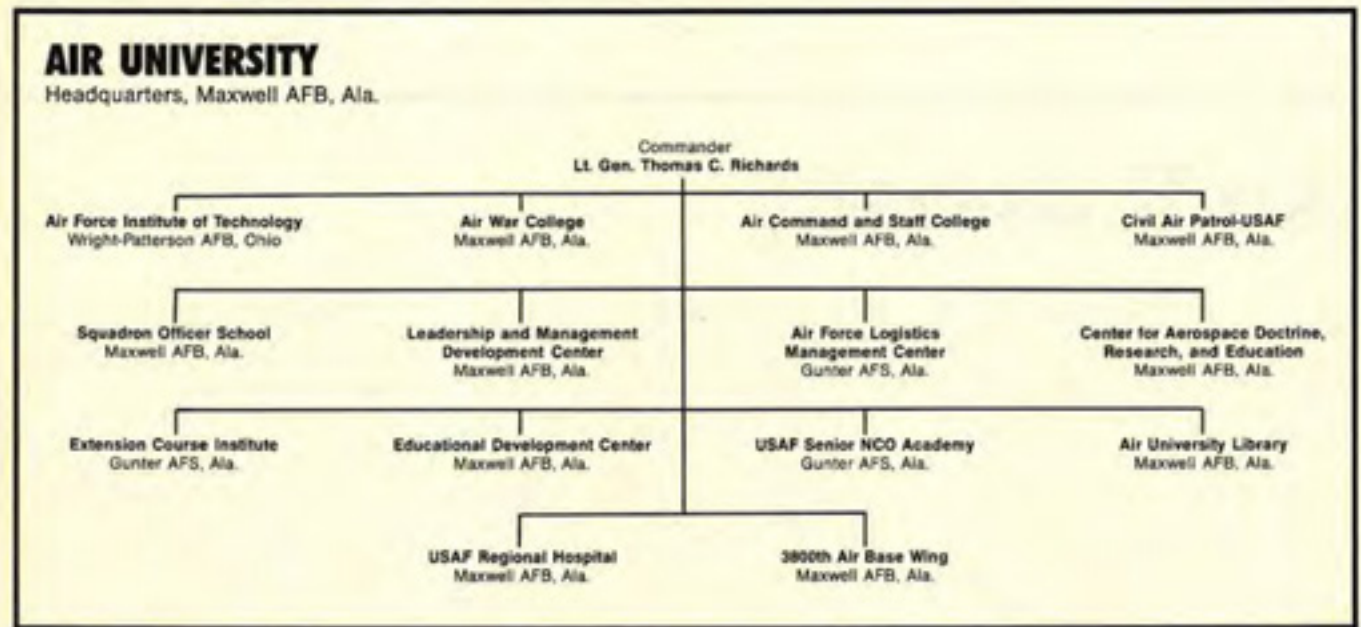 AIR UNIVERSITY
Headquarters, Maxwell AFB, Ala.
Commander
Lt. Gen. Thomas C. Richards
Air Force Institute of Technology
Wright-Patterson AFB, Ohio
Air War College
Maxwell AFB, Ala.
Air Command and Staff College
Maxwell AFB, Ala.
Civil Air Patrol-USAF
Maxwell AFB, Ala.
Squadron Officer School
Maxwell AFB, Ala.
Leadership and Management
Development Center
Maxwell AFB, Ala.
Air Force Logistics
Management Center
Gunter AFS, Ala.
Center for Aerospace Doctrine,
Research, and Education
Maxwell AFB, Ala.
Extension Course Institute
Gunter AFS, Ala.
Educational Development Center
Maxwell AFB, Ala.
USAF Senior NCO Academy
Gunter AFS, Ala.
Air University Library
Maxwell AFB, Ala.
USAF Regional Hospital
Maxwell AFB, Ala.
3800th Air Base Wing
Maxwell AFB, Ala.